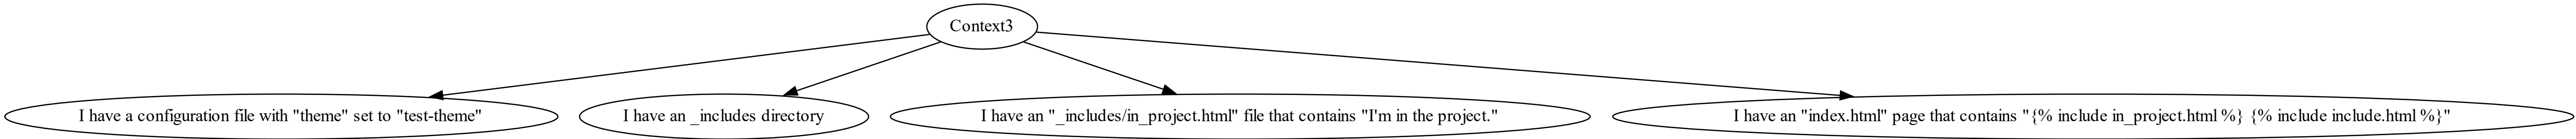 Context3
I have a configuration file with "theme" set to "test-theme"
I have an _includes directory
I have an "_includes/in_project.html" file that contains "I'm in the project."
I have an "index.html" page that contains "{% include in_project.html %} {% include include.html %}"